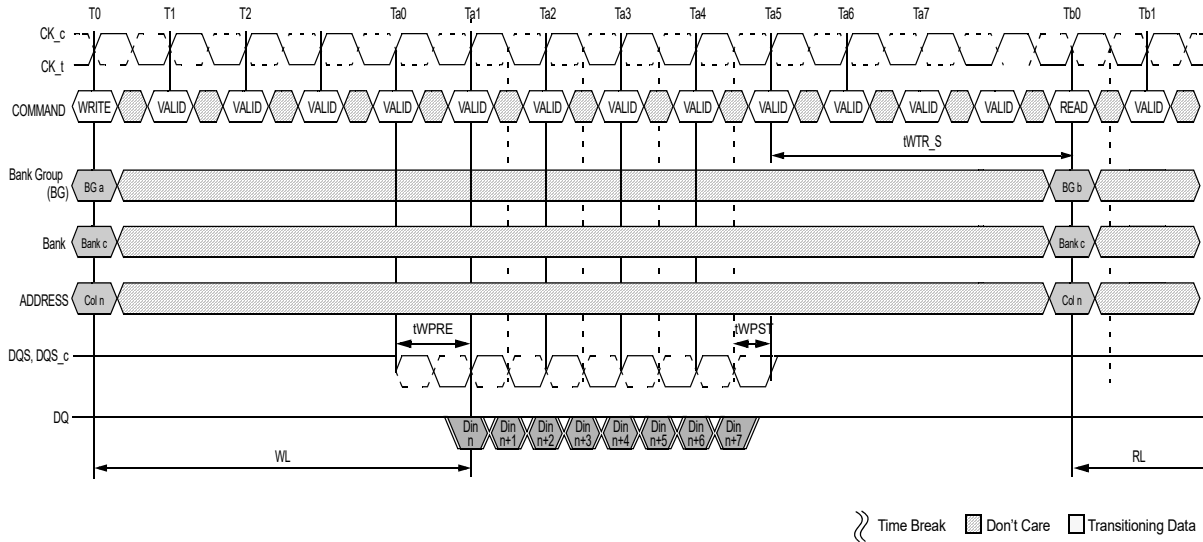 T0 T1 T2 Ta0 Ta1 Ta2 Ta3 Ta4 Ta5 Ta6 Ta7 Tb0 Tb1
CK_c
CK_t
COMMAND WRITE VALID VALID VALID VALID VALID VALID VALID VALID VALID VALID VALID VALID READ VALID
tWTR_S
Bank Group
(BG) BG a BG b
Bank Bank c Bank c
ADDRESS Col n Col n
tWPRE tWPST
DQS, DQS_c
DQ Din n Din n+1 Din n+2 Din n+3 Din n+4 Din n+5 Din n+6 Din n+7
WL RL
Time Break Don't Care Transitioning Data